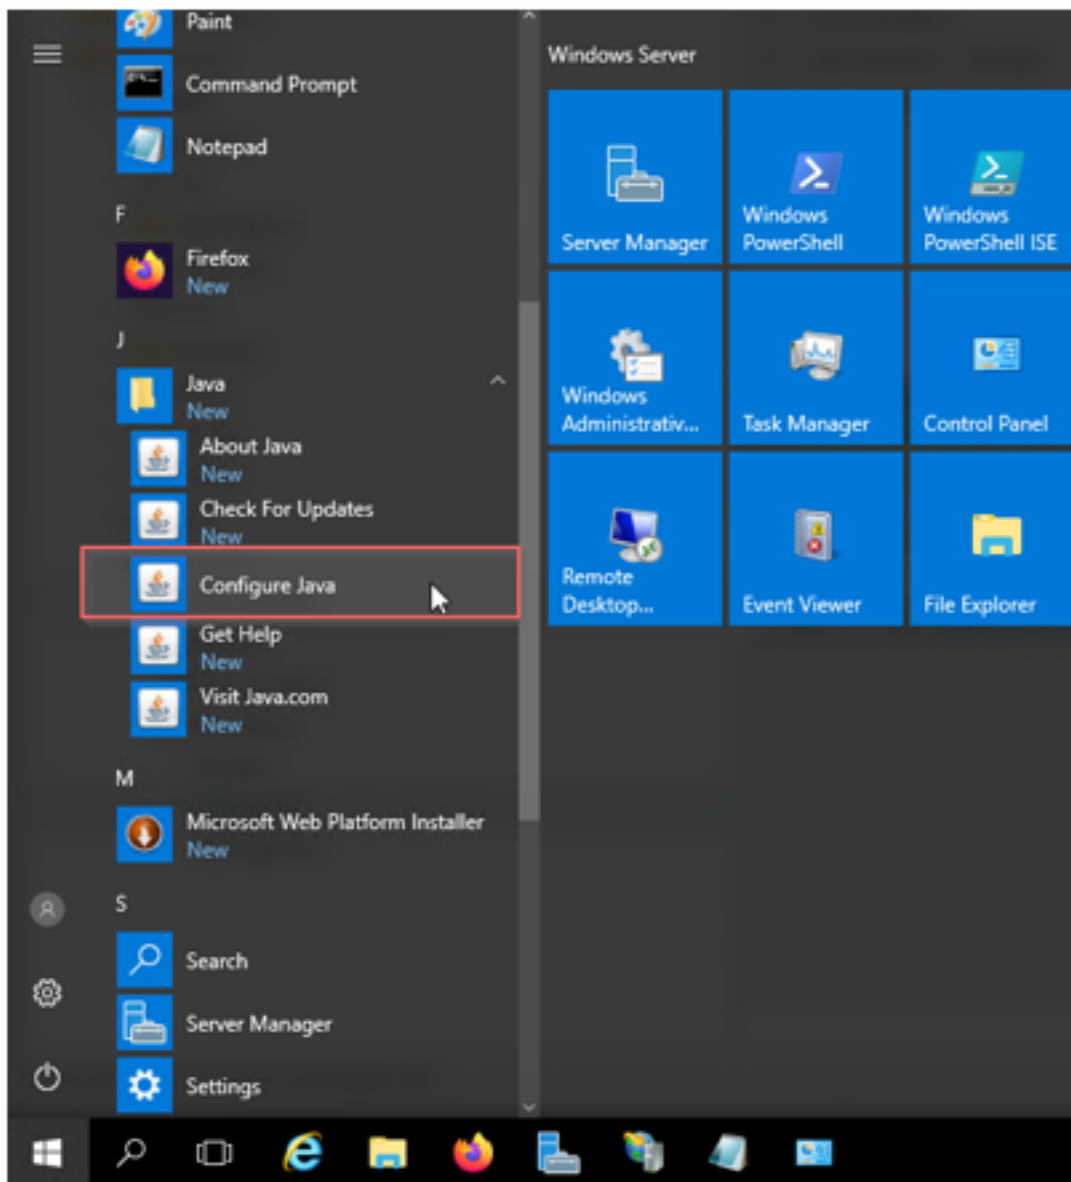 Paint
Command Prompt
Notepad
F
Firefox
New
J
Java
New
About Java
New
Check For Updates
New
Configure Java
Get Help
New
Visit Java.com
New
M
Microsoft Web Platform Installer
New
S
Search
Server Manager
Settings
Windows Server
Server Manager
Windows
PowerShell
Windows
PowerShell ISE
Windows
Administrativ...
Task Manager
Control Panel
Remote
Desktop...
Event Viewer
File Explorer